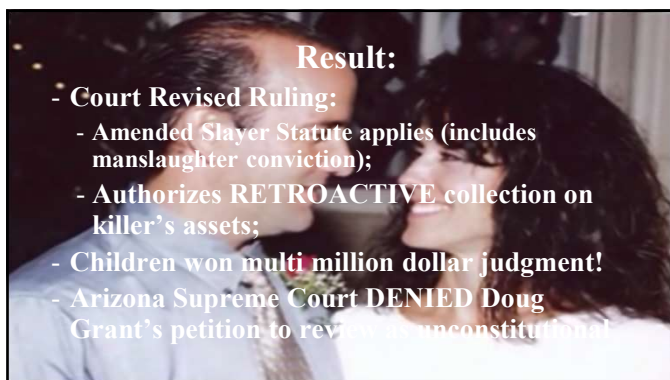 Result:
- Court Revised Ruling:
- Amended Slayer Statute applies (includes
manslaughter conviction);
- Authorizes RETROACTIVE collection on
killer's assets;
- Children won multi million dollar judgment!
- Arizona Supreme Court DENIED Doug
Grant's petition to review as unconstitutional